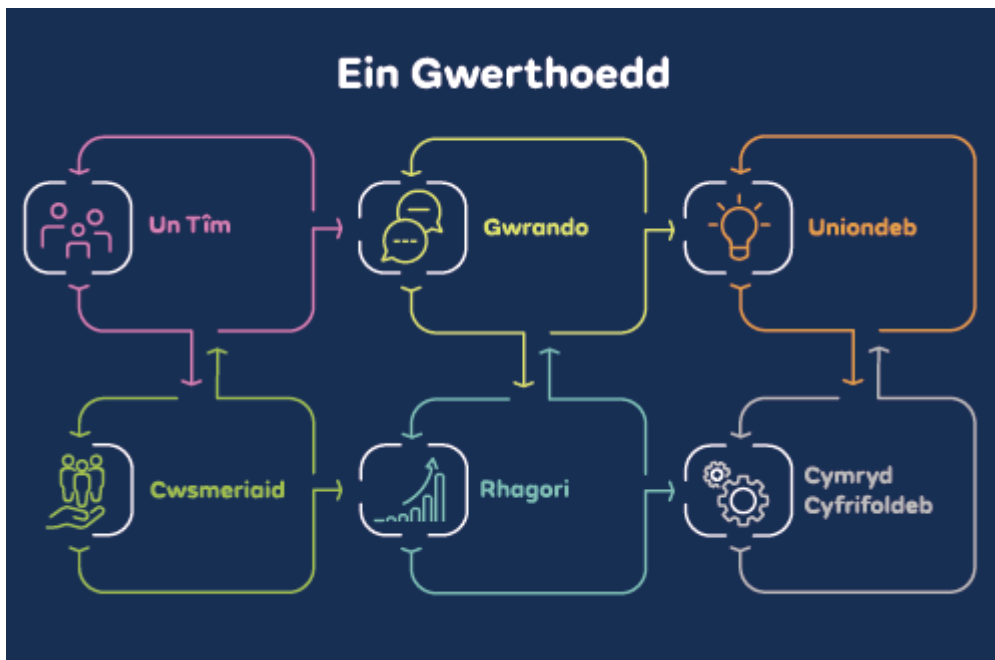 Ein Gwerthoedd
Un Tîm
Gwrando
Uniondeb
Cwsmeriaid
Rhagori
Cymryd
Cyfrifoldeb